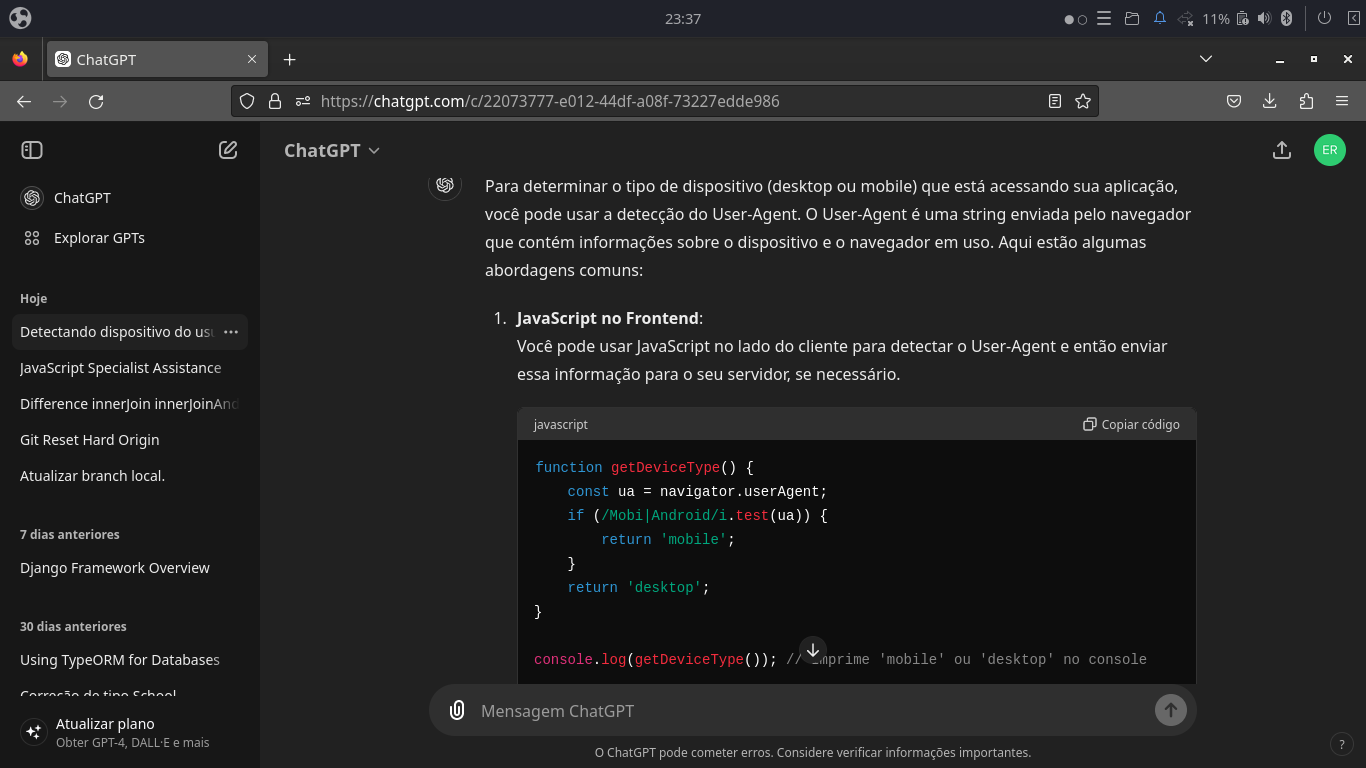 23:37
11%
ChatGPT
https://chatgpt.com/c/22073777-e012-44df-a08f-73227edde986
ChatGPT
ER
ChatGPT
Explorar GPTs
Hoje
Detectando dispositivo do usu
JavaScript Specialist Assistance
Difference innerJoin innerJoinAnd
Git Reset Hard Origin
Atualizar branch local.
7 dias anteriores
Django Framework Overview
30 dias anteriores
Using TypeORM for Databases
Correção de tipo School
Atualizar plano
Obter GPT-4, DALL·E e mais
Para determinar o tipo de dispositivo (desktop ou mobile) que está acessando sua aplicação,
você pode usar a detecção do User-Agent. O User-Agent é uma string enviada pelo navegador
que contém informações sobre o dispositivo e o navegador em uso. Aqui estão algumas
abordagens comuns:
1. JavaScript no Frontend:
Você pode usar JavaScript no lado do cliente para detectar o User-Agent e então enviar
essa informação para o seu servidor, se necessário.
javascript
Copiar código
function getDeviceType() {
const ua = navigator.userAgent;
if (/Mobi|Android/i.test(ua)) {
return 'mobile';
}
return 'desktop';
}
console.log(getDeviceType()); // Imprime 'mobile' ou 'desktop' no console
Mensagem ChatGPT
O ChatGPT pode cometer erros. Considere verificar informações importantes.
?